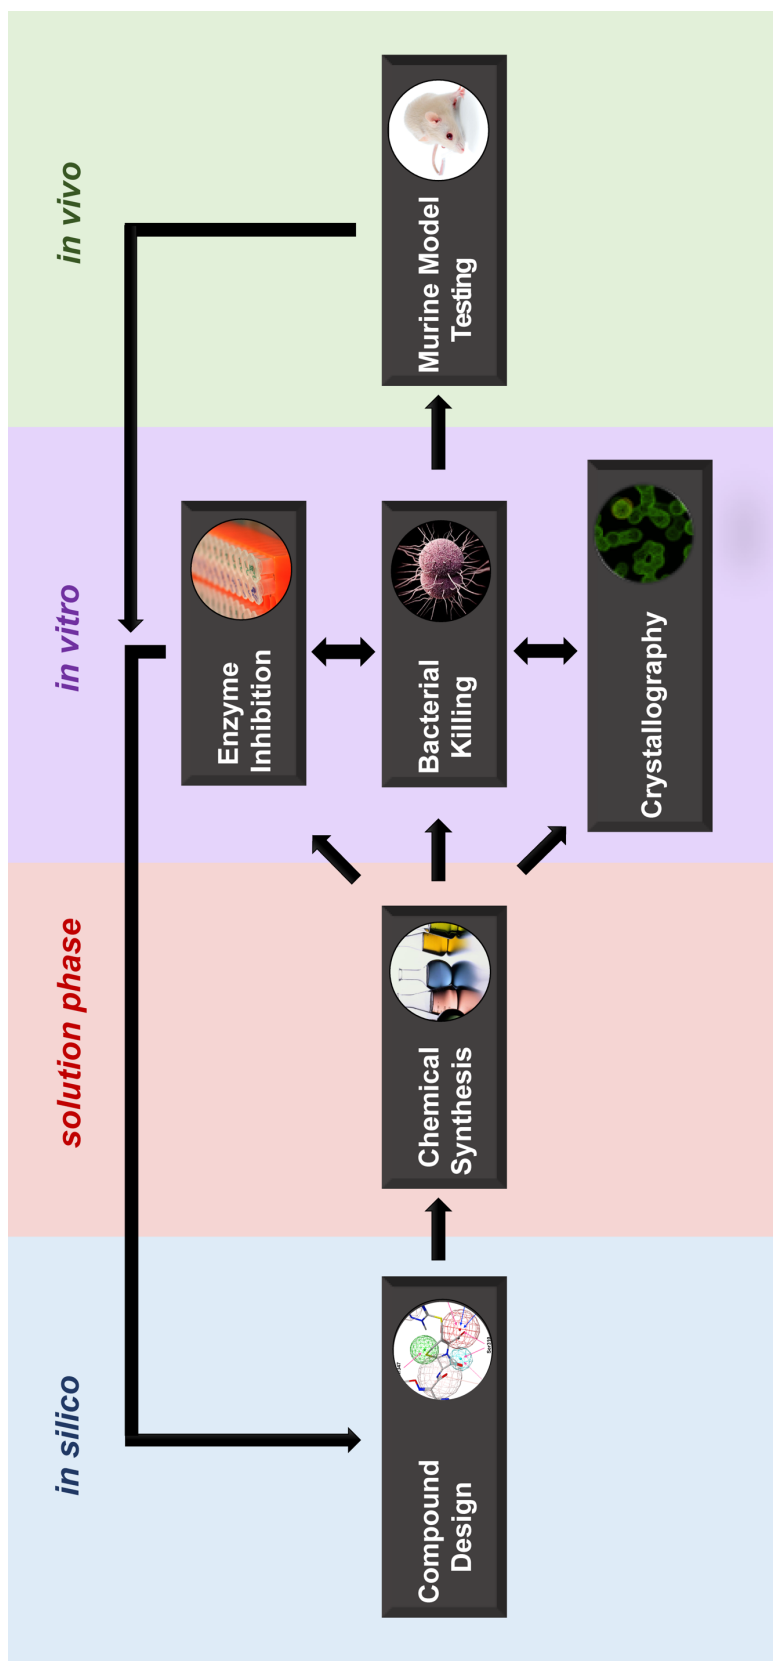 in silico
solution phase
in vitro
in vivo
Compound
Design
Chemical
Synthesis
Enzyme
Inhibition
Bacterial
Killing
Crystallography
Murine Model
Testing